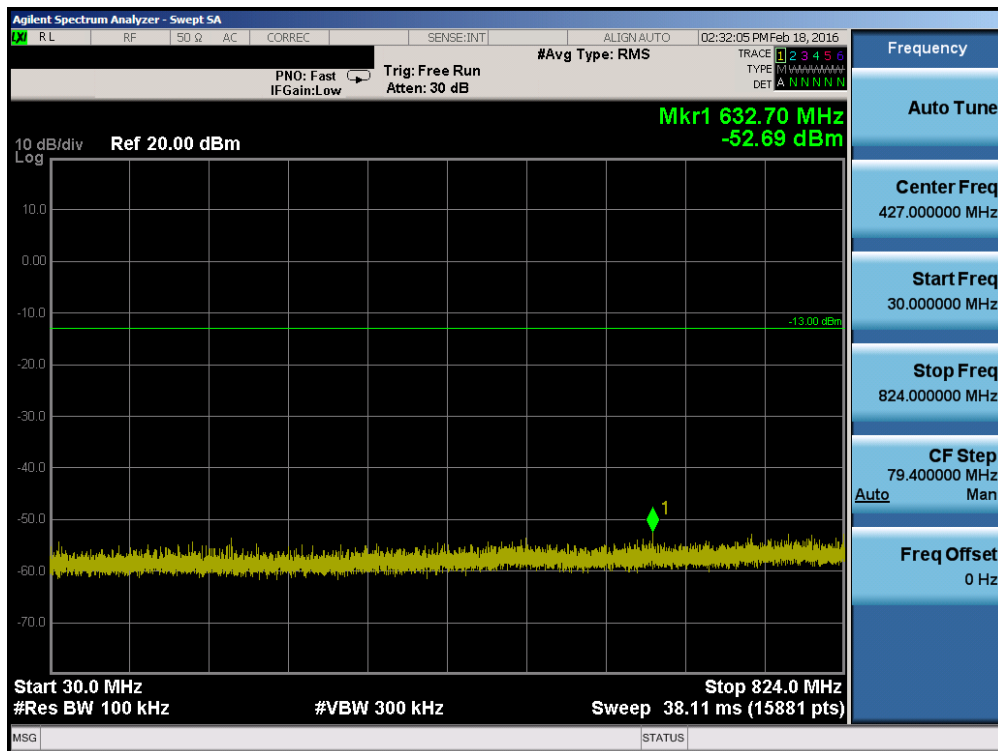 Agilent Spectrum Analyzer - Swept SA
LXI RL RF 50 Ω AC CORREC SENSE:INT ALIGN AUTO 02:32:05 PM Feb 18, 2016
#Avg Type: RMS
TRACE 1 2 3 4 5 6
PNO: Fast Trig: Free Run
TYPE M WWWWW
IFGain:Low Atten: 30 dB
DET A N N N N N
Mkr1 632.70 MHz
-52.69 dBm
10 dB/div Ref 20.00 dBm
Log
10.0
0.00
-10.0
-13.00 dBm
-20.0
-30.0
-40.0
-50.0
1
-60.0
-70.0
Start 30.0 MHz Stop 824.0 MHz
#Res BW 100 kHz #VBW 300 kHz Sweep 38.11 ms (15881 pts)
MSG STATUS
Frequency
Auto Tune
Center Freq
427.000000 MHz
Start Freq
30.000000 MHz
Stop Freq
824.000000 MHz
CF Step
79.400000 MHz
Auto Man
Freq Offset
0 Hz